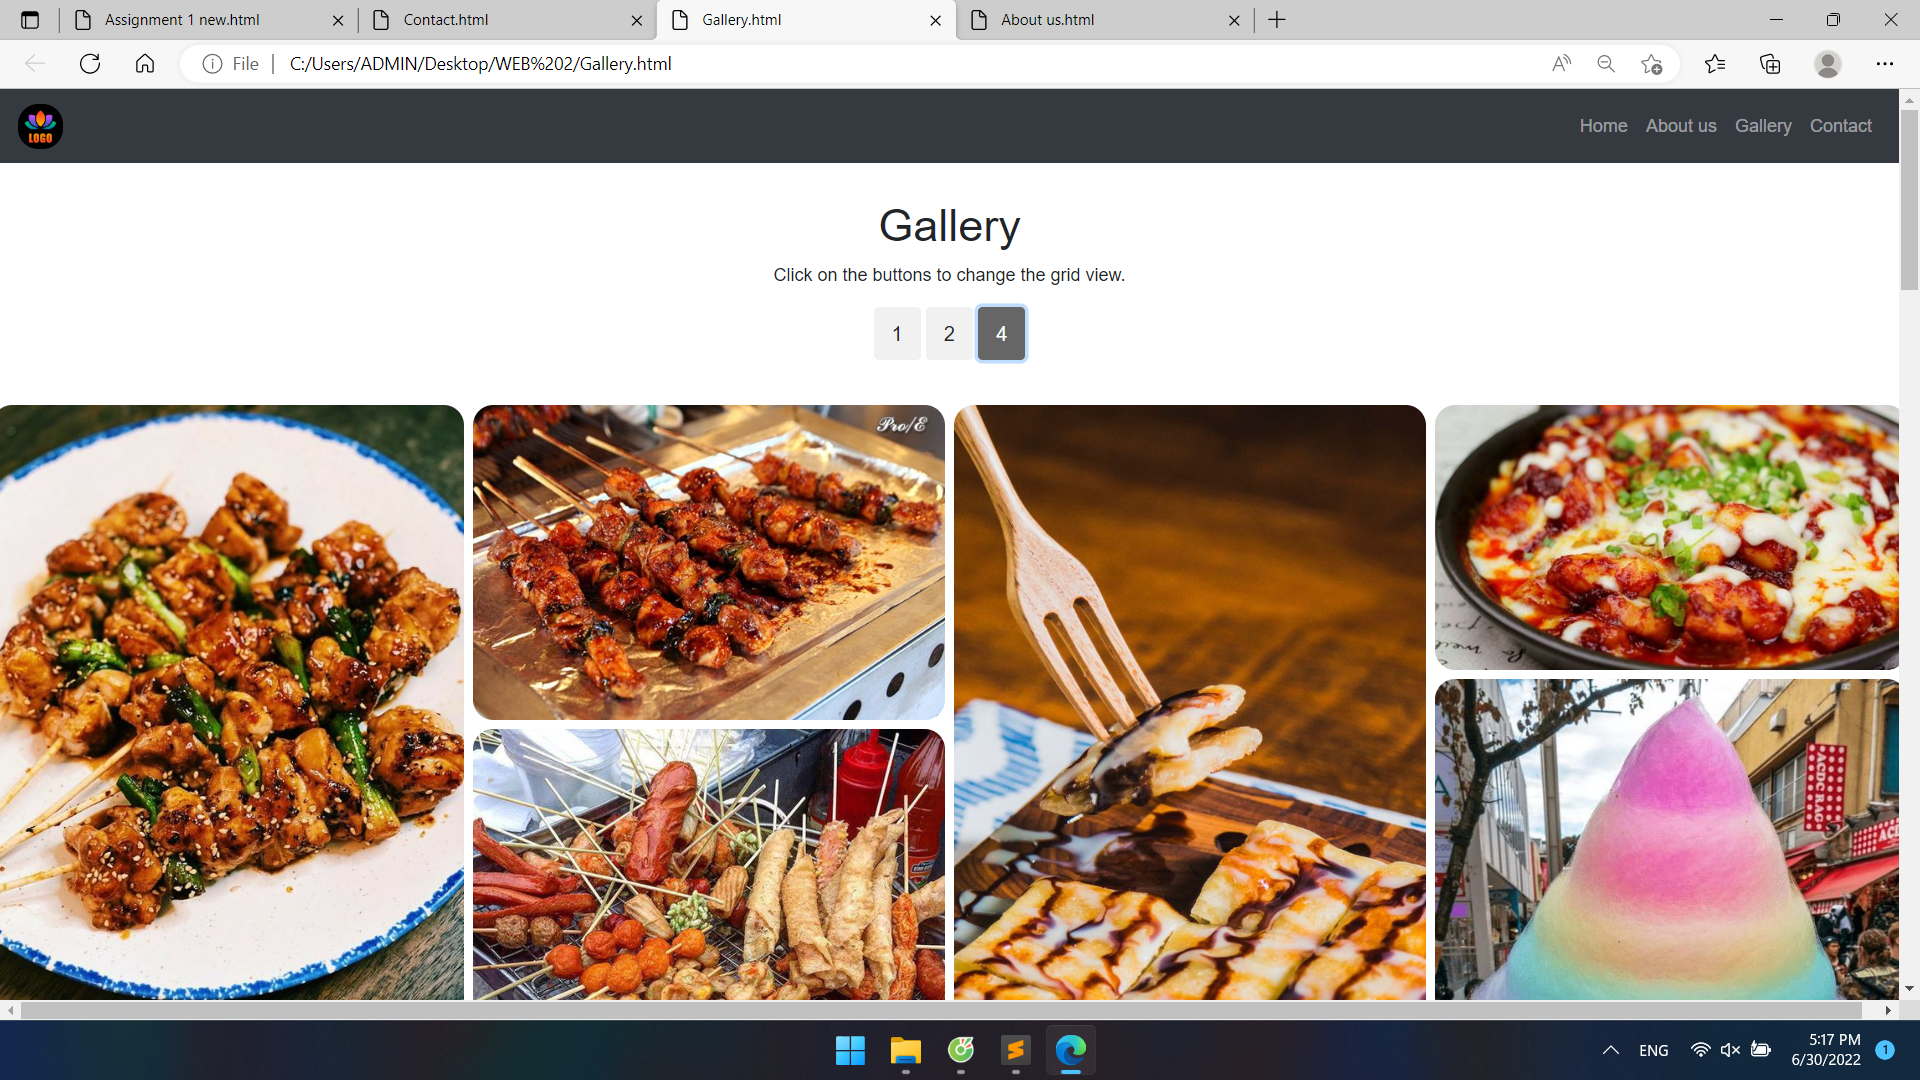 Assignment 1 new.html
Contact.html
Gallery.html
About us.html
File
C:/Users/ADMIN/Desktop/WEB%202/Gallery.html
LOGO
Home
About us
Gallery
Contact
Gallery
Click on the buttons to change the grid view.
1
2
4
Pro/E
ACDC RAG
ENG
5:17 PM
6/30/2022
1